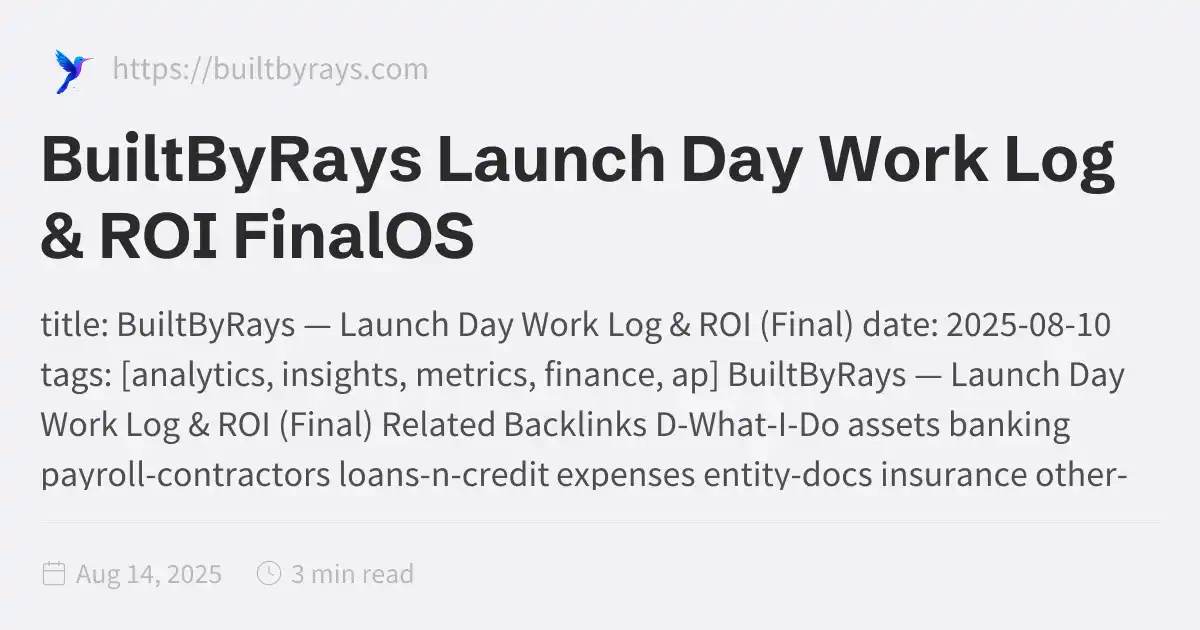 https://builtbyrays.com
BuiltByRays Launch Day Work Log
& ROI FinalOS
title: BuiltByRays — Launch Day Work Log & ROI (Final) date: 2025-08-10
tags: [analytics, insights, metrics, finance, ap] BuiltByRays — Launch Day
Work Log & ROI (Final) Related Backlinks D-What-I-Do assets banking
payroll-contractors loans-n-credit expenses entity-docs insurance other-
Aug 14, 2025 3 min read